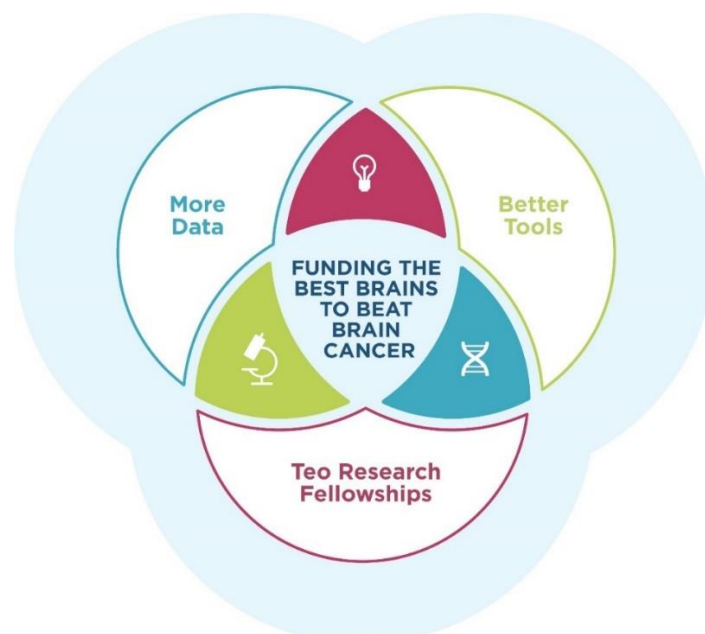 More
Data
Better
Tools
FUNDING THE
BEST BRAINS
TO BEAT
BRAIN
CANCER
Teo Research
Fellowships